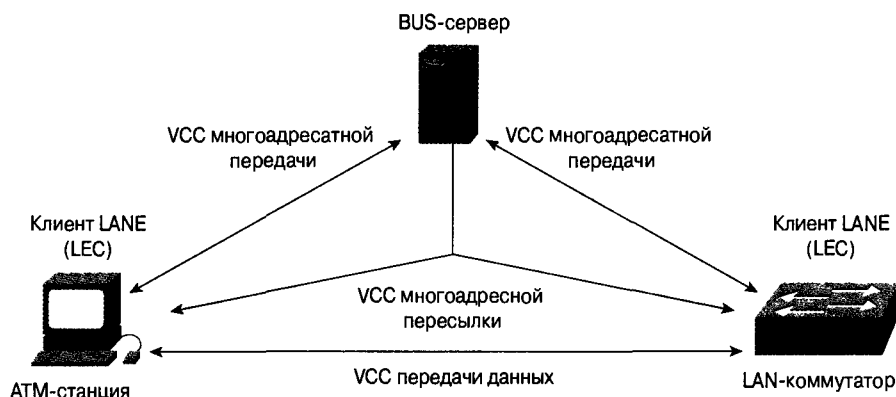 BUS-сервер
VCC многоадресатной
передачи
VCC многоадресатной
передачи
Клиент LANE
(LEC)
Клиент LANE
(LEC)
VCC многоадресной
пересылки
VCC передачи данных
ATM-станция
LAN-коммутатор